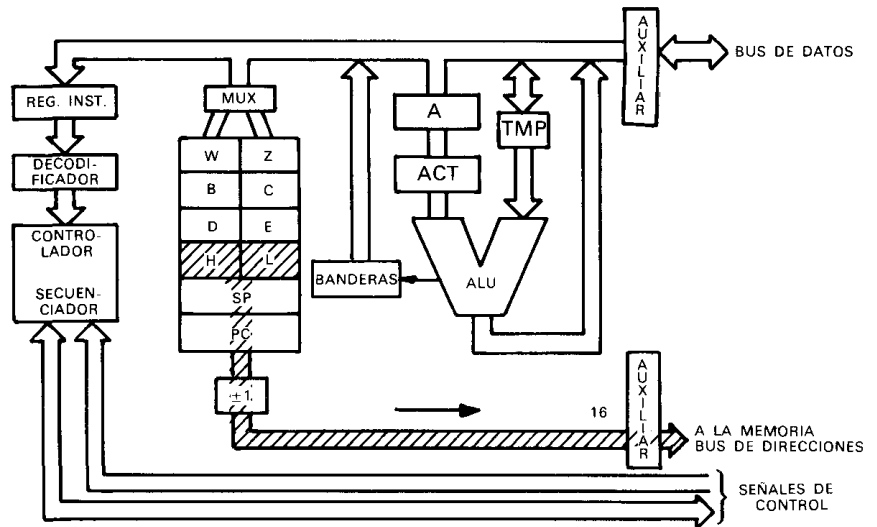 AUXILIAR
BUS DE DATOS
REG. INST.
MUX
A
TMP
DECODI-
FICADOR
W Z
ACT
B C
CONTRO-
LADOR
D E
H L
BANDERAS
ALU
SECUEN-
CIADOR
SP
PC
±1
16
AUXILIAR
A LA MEMORIA
BUS DE DIRECCIONES
SEÑALES DE
CONTROL